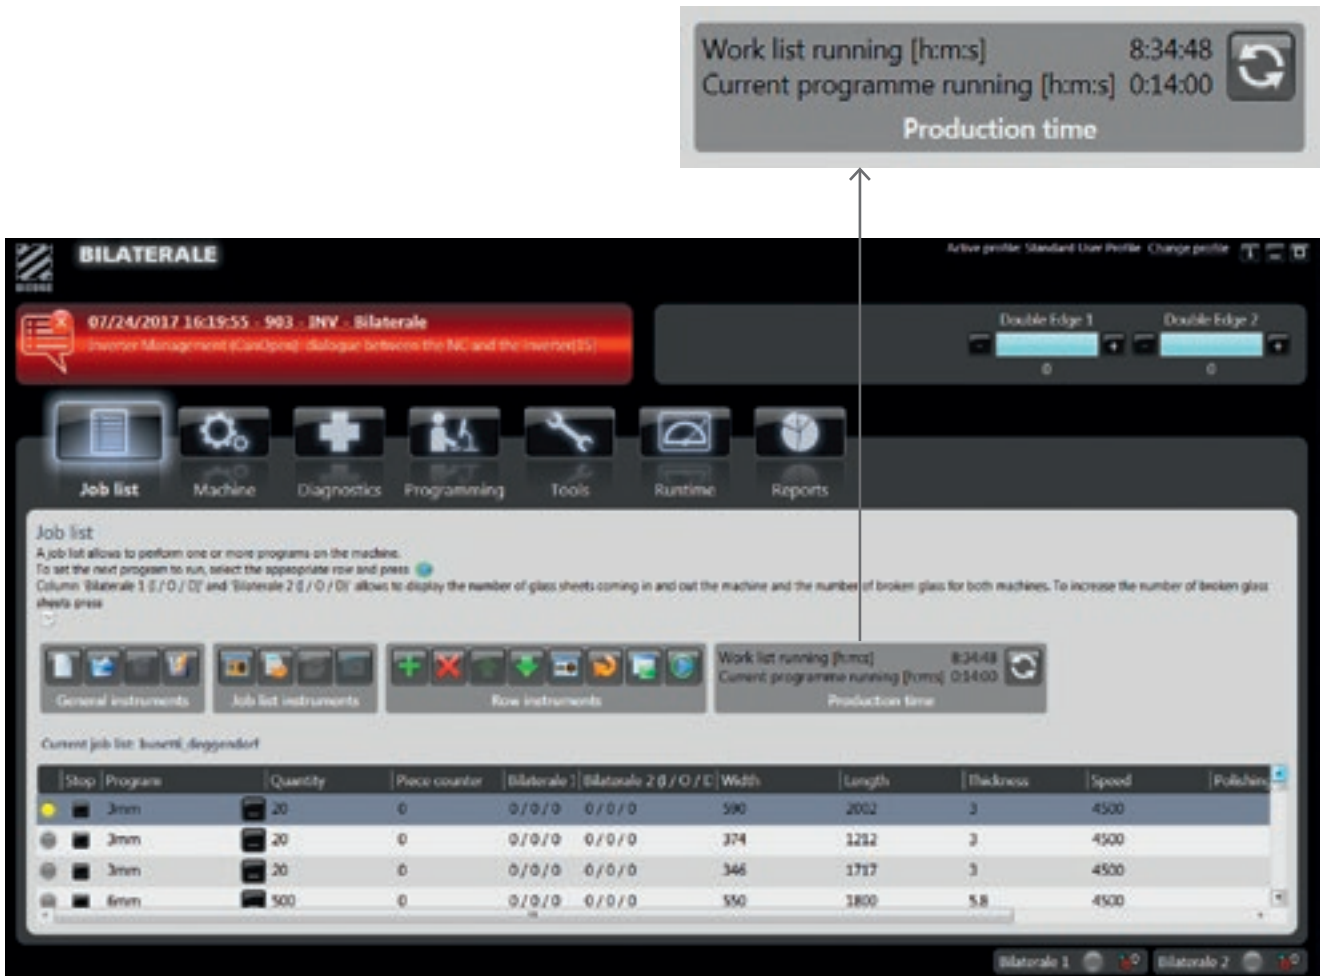 Work list running [h:m:s] 8:34:48
Current programme running [h:m:s] 0:14:00
Production time
BILATERALE
Active profile: Standard User Profile Change profile
07/24/2017 16:19:55 - 903 - INV - Bilaterale
Inverter Management (CanOpen): dialogue between the NC and the inverter[15]
Double Edge 1 Double Edge 2
- + - +
0 0
Job list Machine Diagnostics Programming Tools Runtime Reports
Job list
A job list allows to perform one or more programs on the machine.
To set the next program to run, select the appropriate row and press
Column 'Bilaterale 1 (I / O / D)' and 'Bilaterale 2 (I / O / D)' allows to display the number of glass sheets coming in and out the machine and the number of broken glass for both machines. To increase the number of broken glass
sheets press
Work list running [h:m:s] 8:34:48
Current programme running [h:m:s] 0:14:00
General instruments Job list instruments Row instruments Production time
Current job list: busetti_deggendorf
Stop Program Quantity Piece counter Bilaterale 1 Bilaterale 2 (I / O / D Width Length Thickness Speed Polishing
3mm 20 0 0 / 0 / 0 0 / 0 / 0 590 2002 3 4500
3mm 20 0 0 / 0 / 0 0 / 0 / 0 374 1212 3 4500
3mm 20 0 0 / 0 / 0 0 / 0 / 0 346 1717 3 4500
6mm 500 0 0 / 0 / 0 0 / 0 / 0 550 1800 5.8 4500
Bilaterale 1 Bilaterale 2